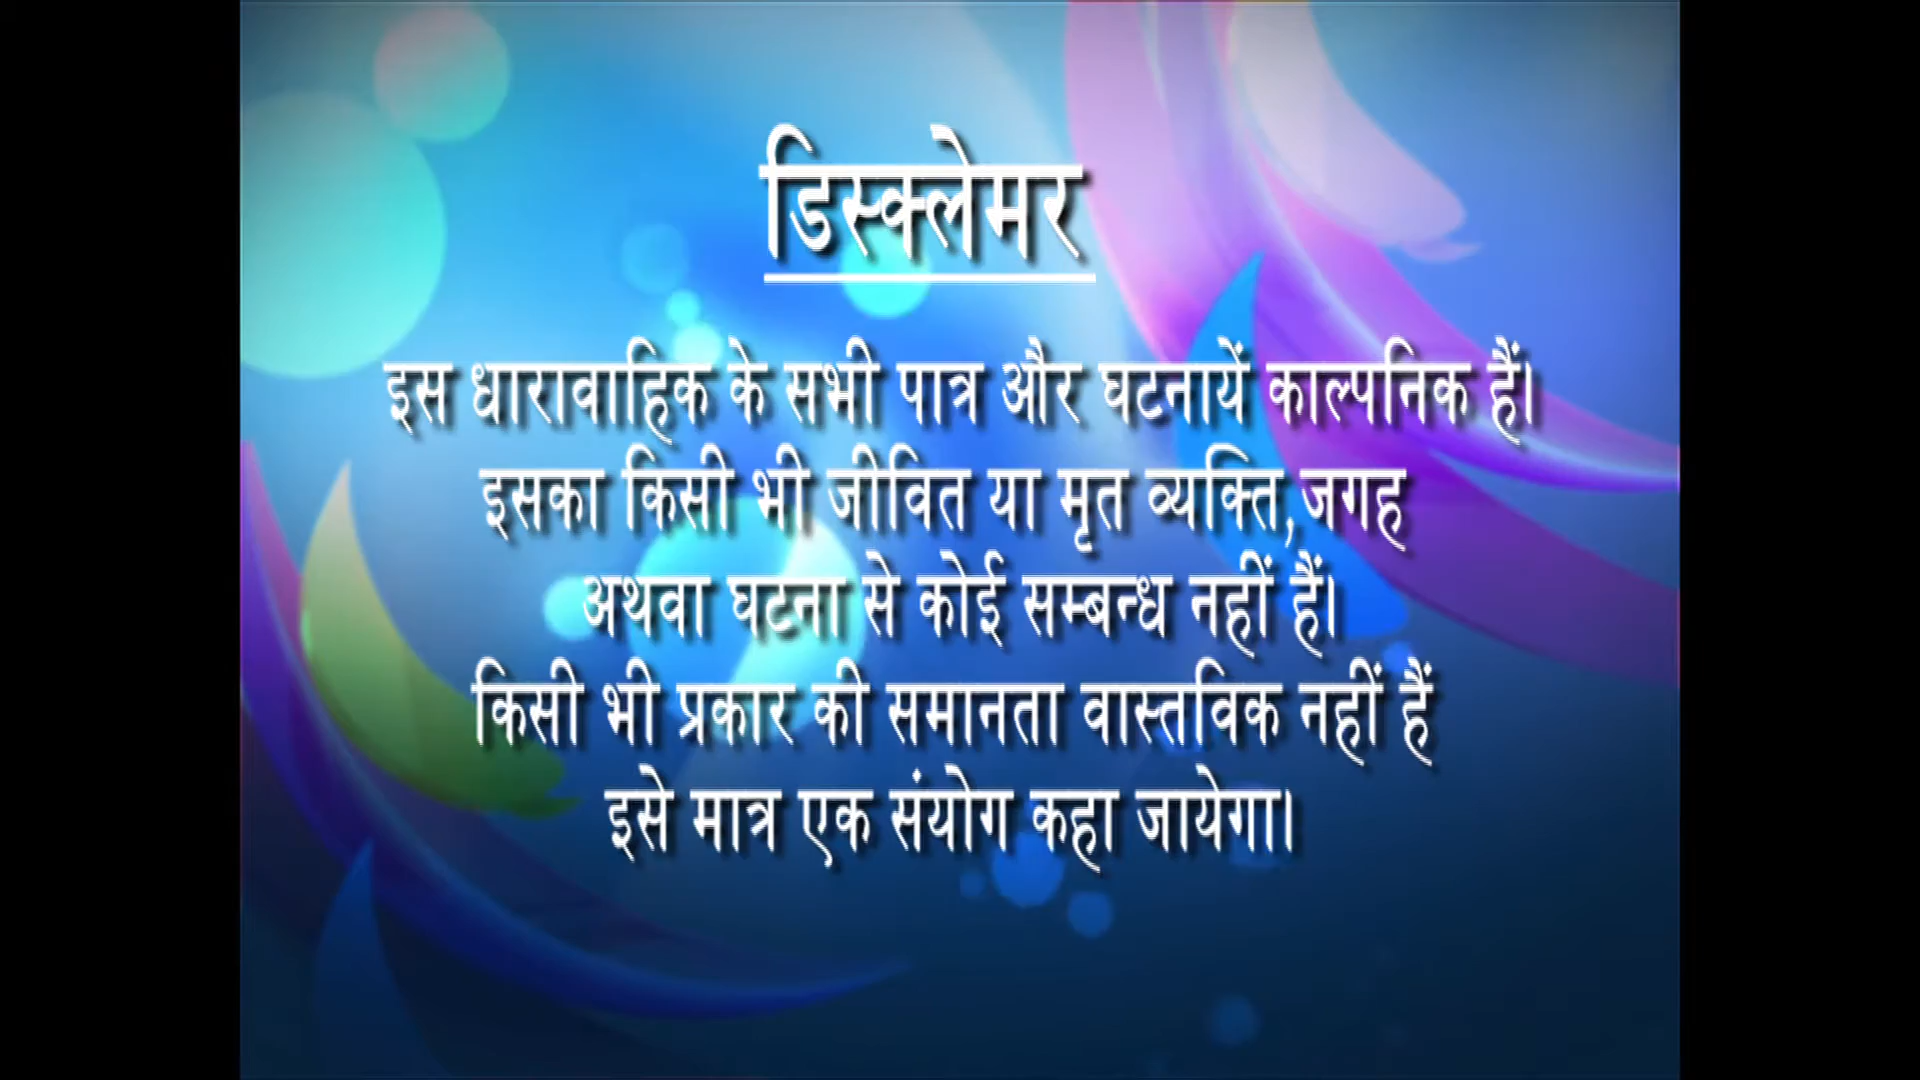 डिस्क्लेमर
इस धारावाहिक के सभी पात्र और घटनायें काल्पनिक हैं।
इसका किसी भी जीवित या मृत व्यक्ति,जगह
अथवा घटना से कोई सम्बन्ध नहीं हैं।
किसी भी प्रकार की समानता वास्तविक नहीं हैं
इसे मात्र एक संयोग कहा जायेगा।